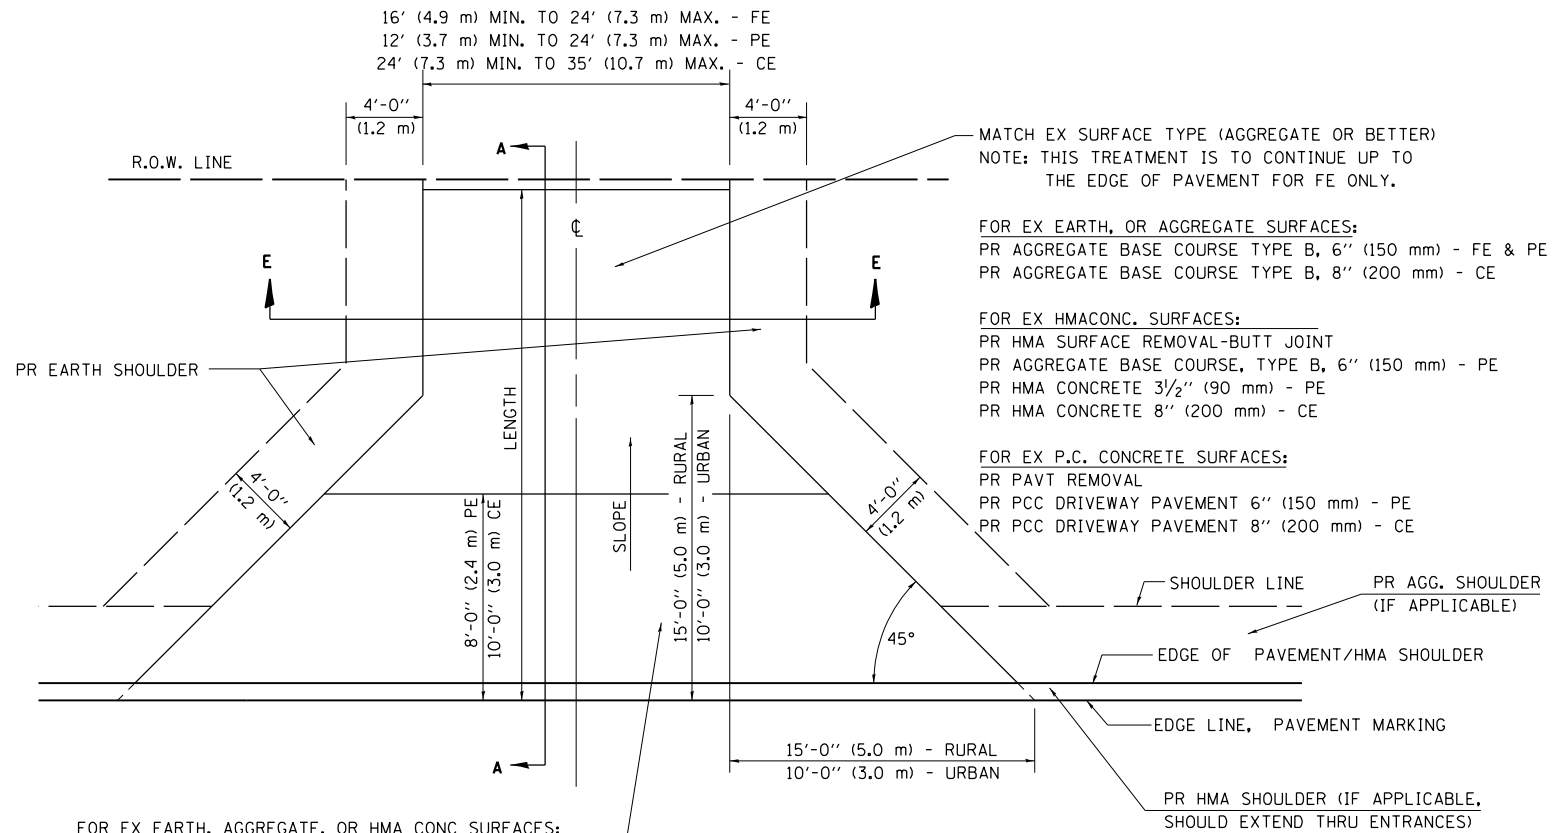 16' (4.9 m) MIN. TO 24' (7.3 m) MAX. - FE
12' (3.7 m) MIN. TO 24' (7.3 m) MAX. - PE
24' (7.3 m) MIN. TO 35' (10.7 m) MAX. - CE
4'-0''
(1.2 m)
4'-0''
(1.2 m)
MATCH EX SURFACE TYPE (AGGREGATE OR BETTER)
NOTE: THIS TREATMENT IS TO CONTINUE UP TO
THE EDGE OF PAVEMENT FOR FE ONLY.
A
R.O.W. LINE
℄
FOR EX EARTH, OR AGGREGATE SURFACES:
PR AGGREGATE BASE COURSE TYPE B, 6'' (150 mm) - FE & PE
PR AGGREGATE BASE COURSE TYPE B, 8'' (200 mm) - CE
E
E
FOR EX HMACONC. SURFACES:
PR HMA SURFACE REMOVAL-BUTT JOINT
PR AGGREGATE BASE COURSE, TYPE B, 6'' (150 mm) - PE
PR HMA CONCRETE 3½'' (90 mm) - PE
PR HMA CONCRETE 8'' (200 mm) - CE
PR EARTH SHOULDER
LENGTH
SLOPE
15'-0'' (5.0 m) - RURAL
10'-0'' (3.0 m) - URBAN
FOR EX P.C. CONCRETE SURFACES:
PR PAVT REMOVAL
PR PCC DRIVEWAY PAVEMENT 6'' (150 mm) - PE
PR PCC DRIVEWAY PAVEMENT 8'' (200 mm) - CE
4'-0''
(1.2 m)
4'-0''
(1.2 m)
8'-0'' (2.4 m) PE
10'-0'' (3.0 m) CE
SHOULDER LINE
PR AGG. SHOULDER
(IF APPLICABLE)
45°
EDGE OF PAVEMENT/HMA SHOULDER
EDGE LINE, PAVEMENT MARKING
15'-0'' (5.0 m) - RURAL
10'-0'' (3.0 m) - URBAN
A
PR HMA SHOULDER (IF APPLICABLE,
SHOULD EXTEND THRU ENTRANCES)
FOR EX EARTH, AGGREGATE, OR HMA CONC SURFACES: